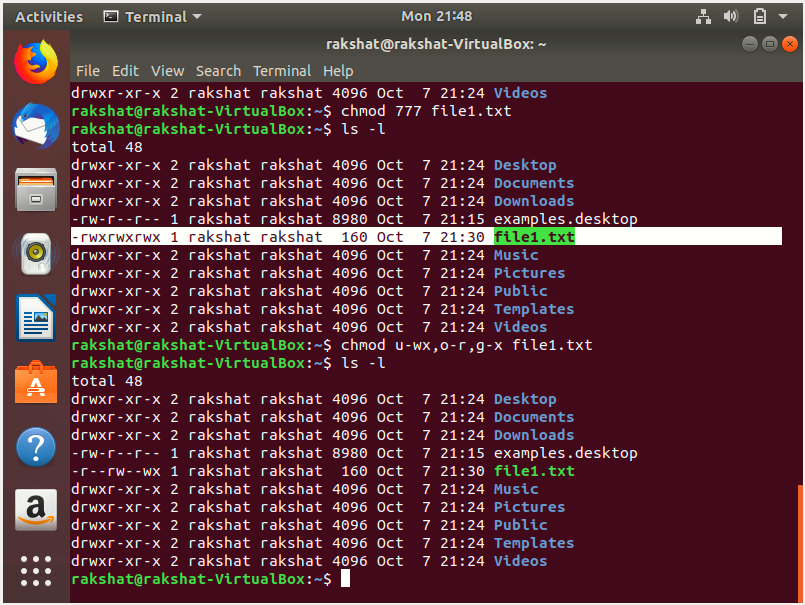 Activities Terminal Mon 21:48
rakshat@rakshat-VirtualBox: ~
File Edit View Search Terminal Help
drwxr-xr-x 2 rakshat rakshat 4096 Oct  7 21:24 Videos
rakshat@rakshat-VirtualBox:~$ chmod 777 file1.txt
rakshat@rakshat-VirtualBox:~$ ls -l
total 48
drwxr-xr-x 2 rakshat rakshat 4096 Oct  7 21:24 Desktop
drwxr-xr-x 2 rakshat rakshat 4096 Oct  7 21:24 Documents
drwxr-xr-x 2 rakshat rakshat 4096 Oct  7 21:24 Downloads
-rw-r--r-- 1 rakshat rakshat 8980 Oct  7 21:15 examples.desktop
-rwxrwxrwx 1 rakshat rakshat  160 Oct  7 21:30 file1.txt
drwxr-xr-x 2 rakshat rakshat 4096 Oct  7 21:24 Music
drwxr-xr-x 2 rakshat rakshat 4096 Oct  7 21:24 Pictures
drwxr-xr-x 2 rakshat rakshat 4096 Oct  7 21:24 Public
drwxr-xr-x 2 rakshat rakshat 4096 Oct  7 21:24 Templates
drwxr-xr-x 2 rakshat rakshat 4096 Oct  7 21:24 Videos
rakshat@rakshat-VirtualBox:~$ chmod u-wx,o-r,g-x file1.txt
rakshat@rakshat-VirtualBox:~$ ls -l
total 48
drwxr-xr-x 2 rakshat rakshat 4096 Oct  7 21:24 Desktop
drwxr-xr-x 2 rakshat rakshat 4096 Oct  7 21:24 Documents
drwxr-xr-x 2 rakshat rakshat 4096 Oct  7 21:24 Downloads
-rw-r--r-- 1 rakshat rakshat 8980 Oct  7 21:15 examples.desktop
-r--rw--wx 1 rakshat rakshat  160 Oct  7 21:30 file1.txt
drwxr-xr-x 2 rakshat rakshat 4096 Oct  7 21:24 Music
drwxr-xr-x 2 rakshat rakshat 4096 Oct  7 21:24 Pictures
drwxr-xr-x 2 rakshat rakshat 4096 Oct  7 21:24 Public
drwxr-xr-x 2 rakshat rakshat 4096 Oct  7 21:24 Templates
drwxr-xr-x 2 rakshat rakshat 4096 Oct  7 21:24 Videos
rakshat@rakshat-VirtualBox:~$